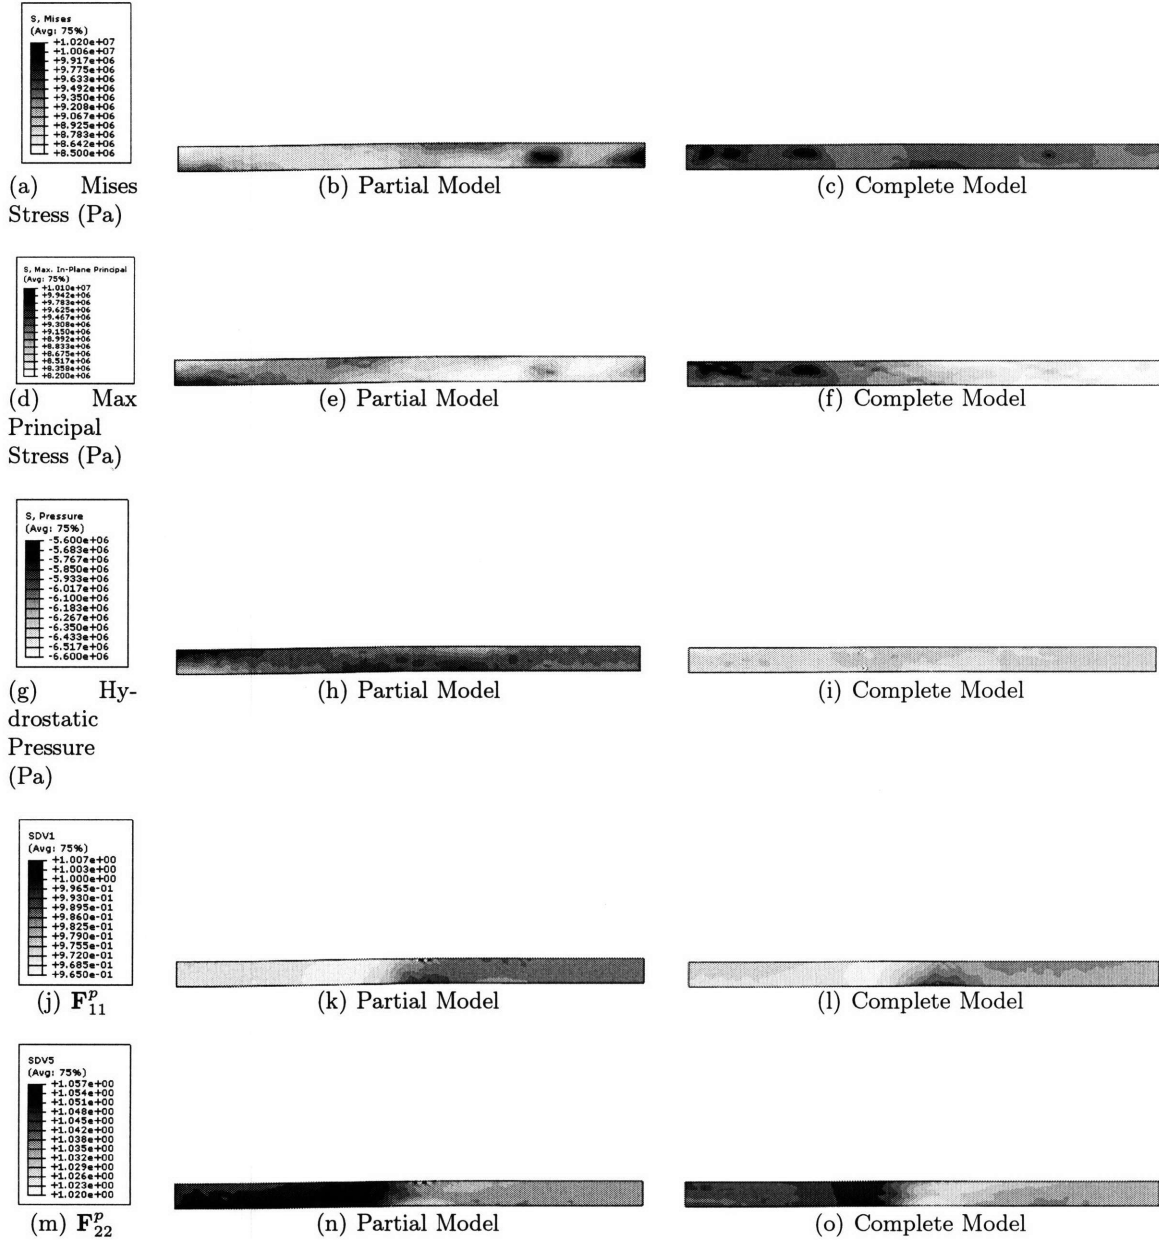 S, Mises
(Avg: 75%)
+1.020e+07
+1.006e+07
+9.917e+06
+9.775e+06
+9.633e+06
+9.492e+06
+9.350e+06
+9.208e+06
+9.067e+06
+8.925e+06
+8.783e+06
+8.642e+06
+8.500e+06
(a) Mises
Stress (Pa)
(b) Partial Model
(c) Complete Model
S, Max. In-Plane Principal
(Avg: 75%)
+1.010e+07
+9.942e+06
+9.783e+06
+9.625e+06
+9.467e+06
+9.308e+06
+9.150e+06
+8.992e+06
+8.833e+06
+8.675e+06
+8.517e+06
+8.358e+06
+8.200e+06
(d) Max
Principal
Stress (Pa)
(e) Partial Model
(f) Complete Model
S, Pressure
(Avg: 75%)
-5.600e+06
-5.683e+06
-5.767e+06
-5.850e+06
-5.933e+06
-6.017e+06
-6.100e+06
-6.183e+06
-6.267e+06
-6.350e+06
-6.433e+06
-6.517e+06
-6.600e+06
(g) Hy-
drostatic
Pressure
(Pa)
(h) Partial Model
(i) Complete Model
SDV1
(Avg: 75%)
+1.007e+00
+1.003e+00
+1.000e+00
+9.965e-01
+9.930e-01
+9.895e-01
+9.860e-01
+9.825e-01
+9.790e-01
+9.755e-01
+9.720e-01
+9.685e-01
+9.650e-01
(j) F^p_11
(k) Partial Model
(l) Complete Model
SDV5
(Avg: 75%)
+1.057e+00
+1.054e+00
+1.051e+00
+1.048e+00
+1.045e+00
+1.042e+00
+1.038e+00
+1.035e+00
+1.032e+00
+1.029e+00
+1.026e+00
+1.023e+00
+1.020e+00
(m) F^p_22
(n) Partial Model
(o) Complete Model